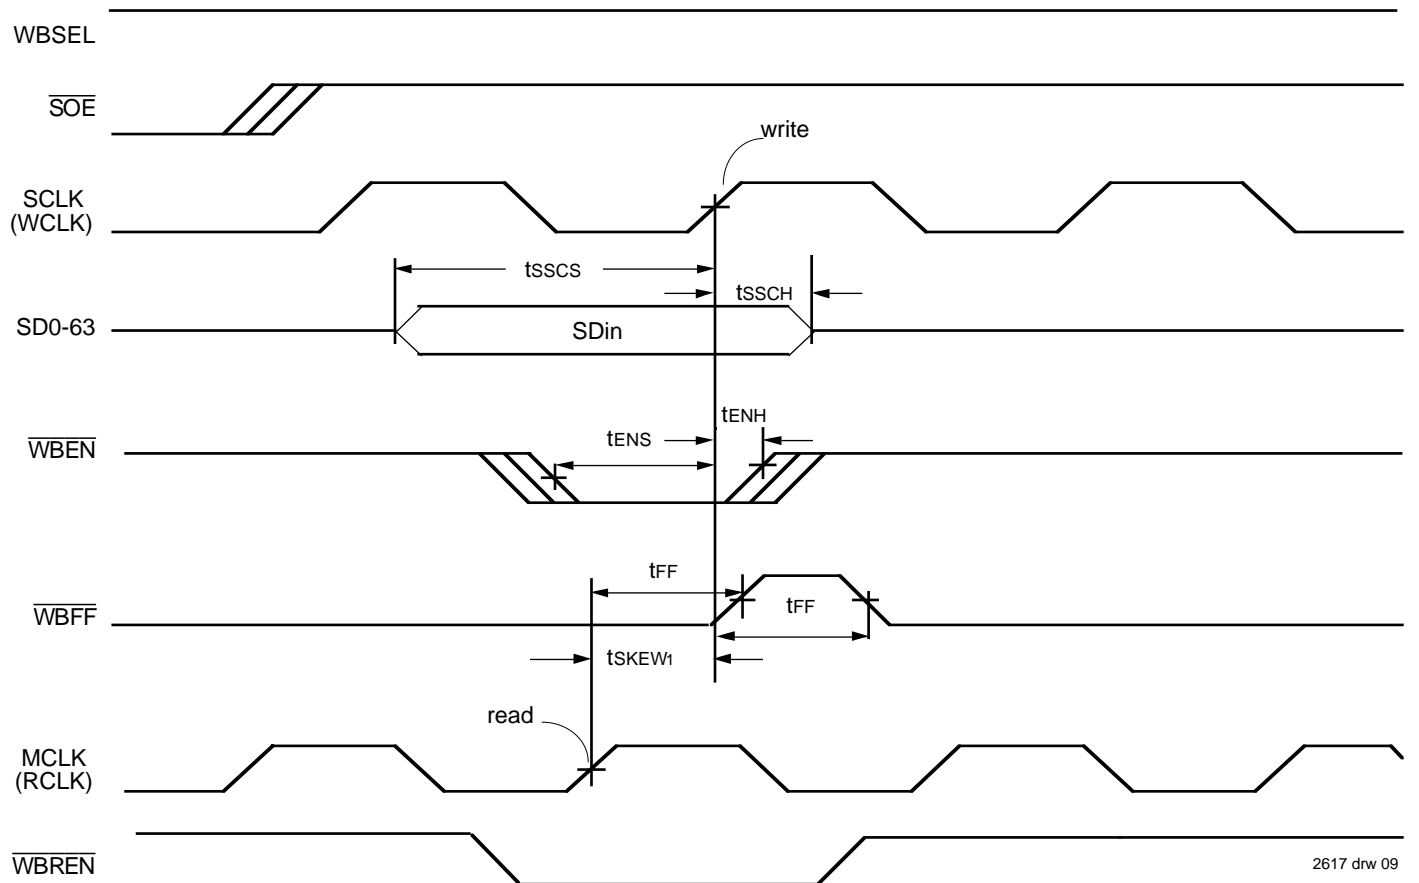 WBSEL
SOE
write
SCLK
(WCLK)
tSSCS
tSSCH
SD0-63
SDin
tENH
tENS
WBEN
tFF
tFF
WBFF
tSKEW1
read
MCLK
(RCLK)
WBREN
2617 drw 09